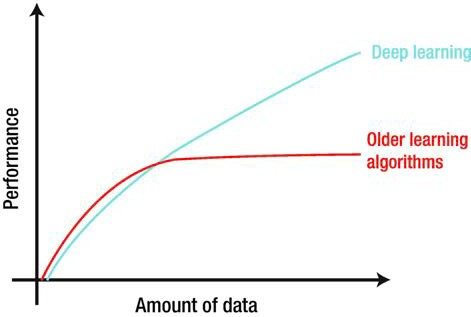 Deep learning
Older learning
algorithms
Performance
Amount of data